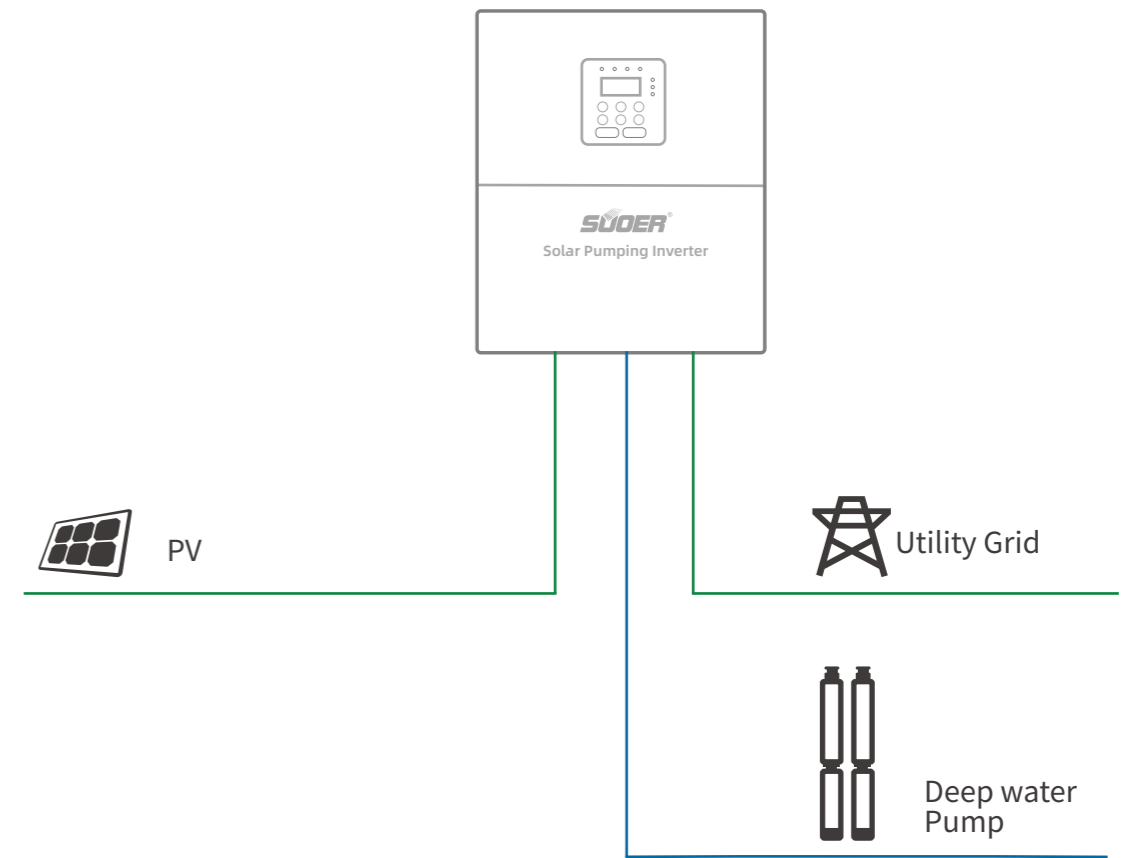 SUOER®
Solar Pumping Inverter
PV
Utility Grid
Deep water
Pump